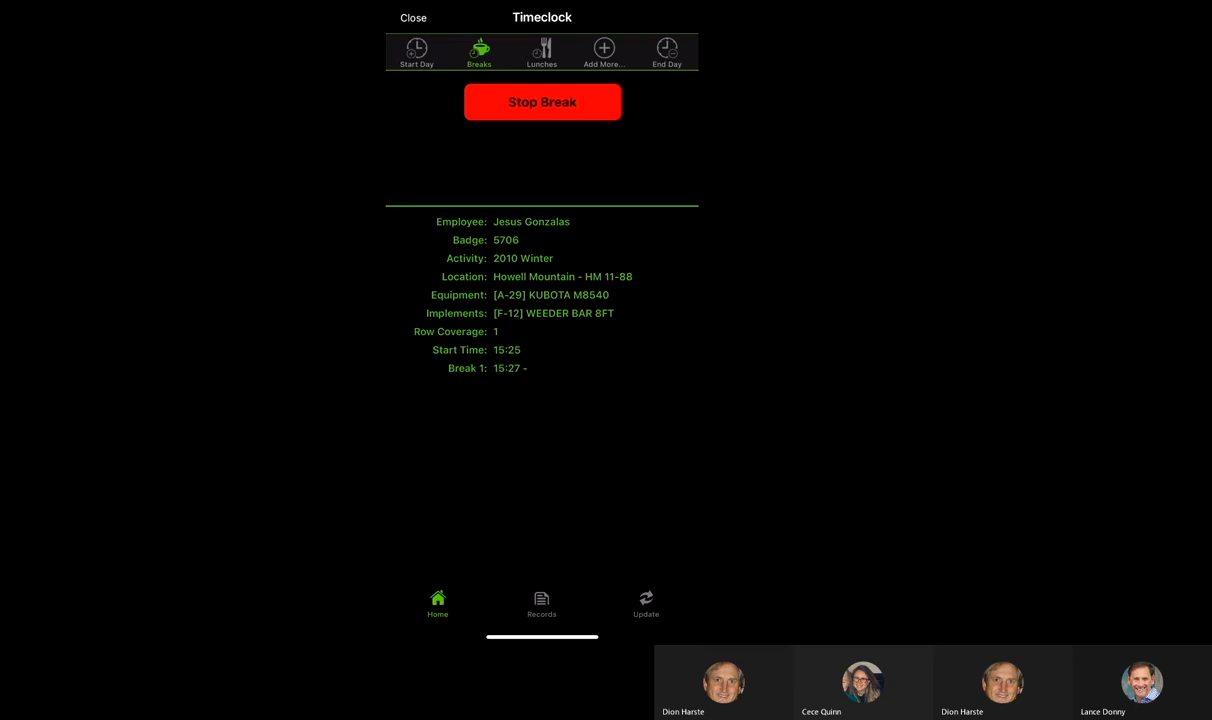 Close Timeclock
Start Day Breaks Lunches Add More... End Day
Stop Break
Employee: Jesus Gonzalas
Badge: 5706
Activity: 2010 Winter
Location: Howell Mountain - HM 11-88
Equipment: [A-29] KUBOTA M8540
Implements: [F-12] WEEDER BAR 8FT
Row Coverage: 1
Start Time: 15:25
Break 1: 15:27 -
Home Records Update
Dion Harste Cece Quinn Dion Harste Lance Donny